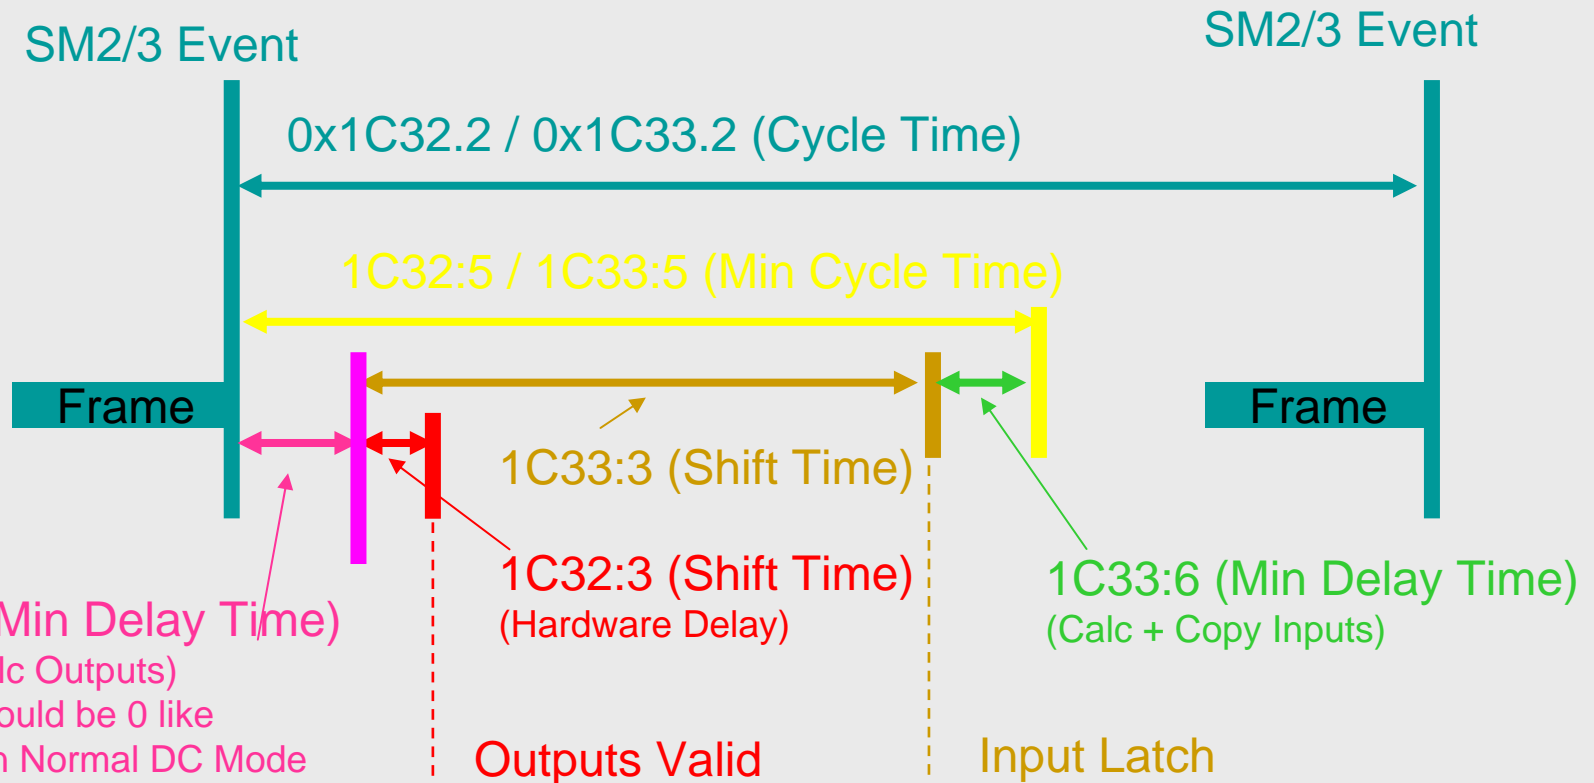 SM2/3 Event
SM2/3 Event
0x1C32.2 / 0x1C33.2 (Cycle Time)
1C32:5 / 1C33:5 (Min Cycle Time)
Frame
Frame
1C33:3 (Shift Time)
1C32:3 (Shift Time)
(Hardware Delay)
1C33:6 (Min Delay Time)
(Calc + Copy Inputs)
Min Delay Time)
Outputs)
be 0 like
Normal DC Mode
Outputs Valid
Input Latch